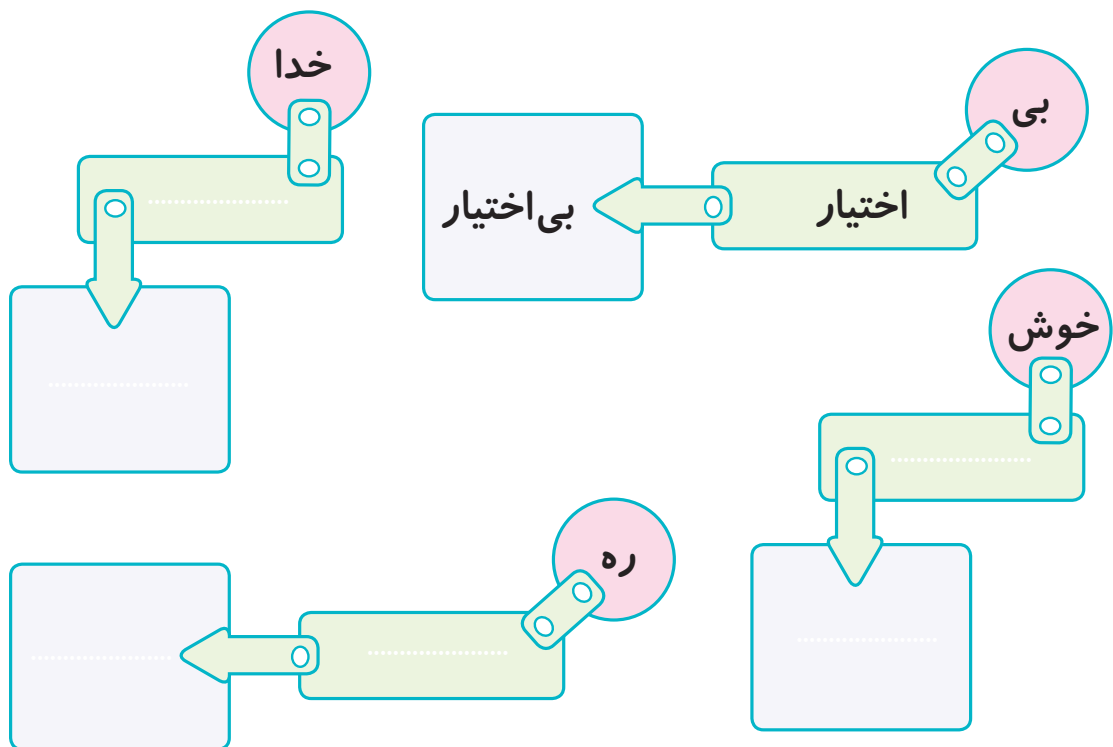 خدا
بی
اختیار
بی‌اختیار
خوش
ره